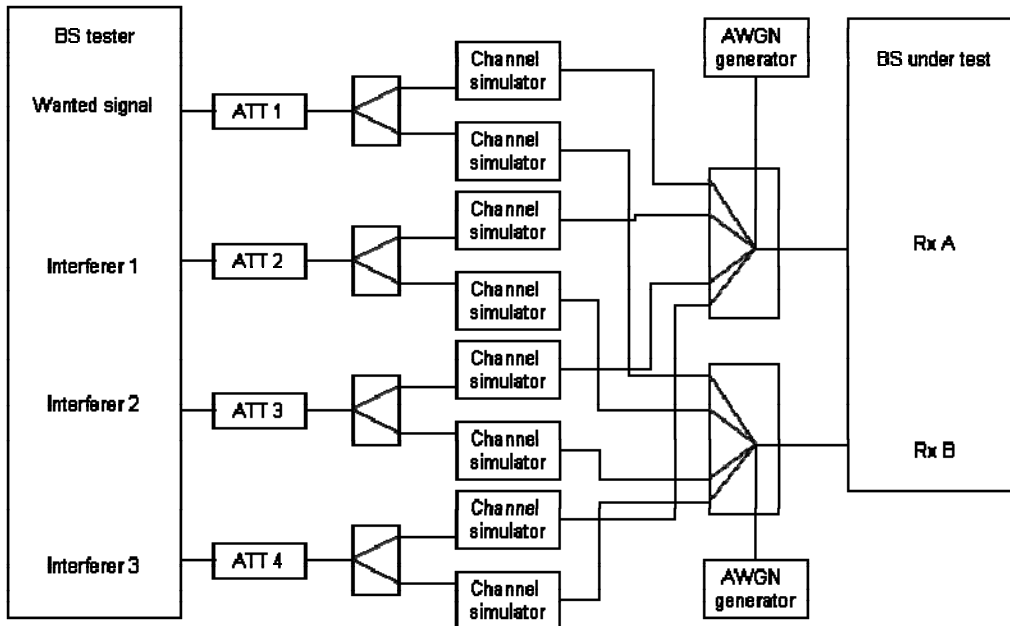 BS tester
Wanted signal
Interferer 1
Interferer 2
Interferer 3
ATT 1
ATT 2
ATT 3
ATT 4
Channel
simulator
Channel
simulator
Channel
simulator
Channel
simulator
Channel
simulator
Channel
simulator
Channel
simulator
Channel
simulator
AWGN
generator
AWGN
generator
BS under test
Rx A
Rx B